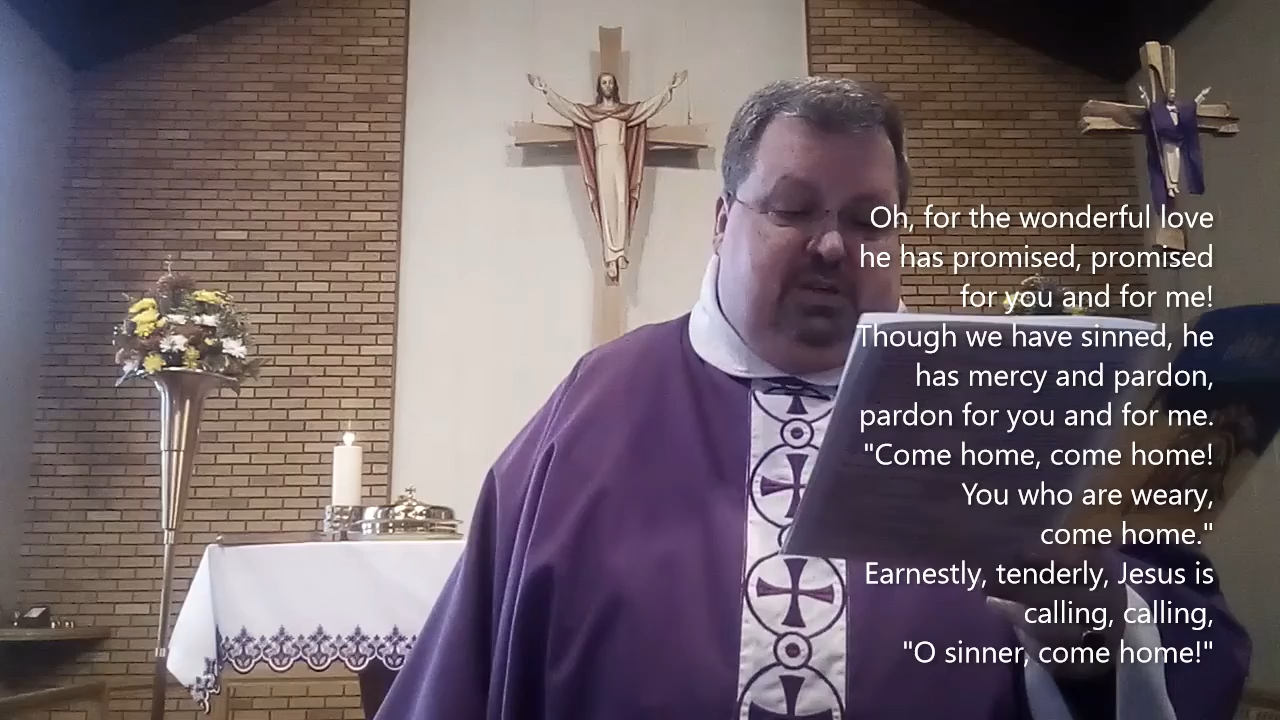 Oh, for the wonderful love
he has promised, promised
for you and for me!
Though we have sinned, he
has mercy and pardon,
pardon for you and for me.
"Come home, come home!
You who are weary,
come home."
Earnestly, tenderly, Jesus is
calling, calling,
"O sinner, come home!"